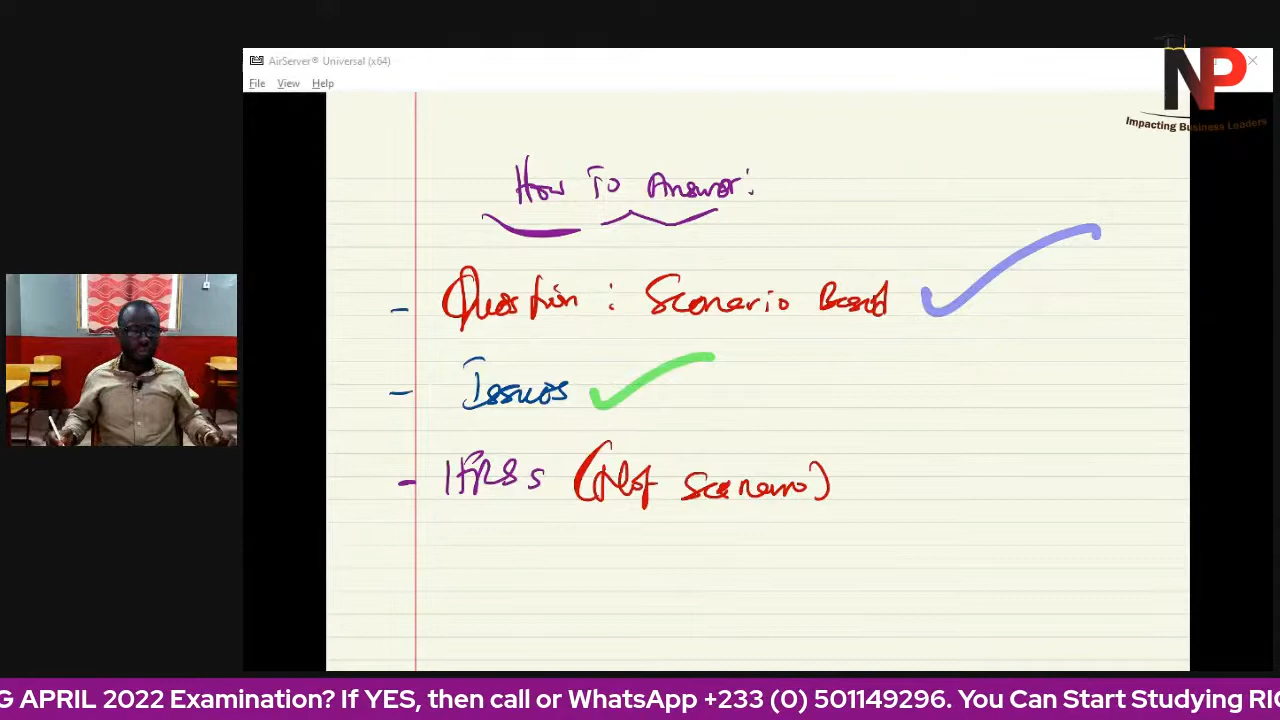 AirServer® Universal (x64)
File View Help
NP
Impacting Business Leaders
How To Answer:
- Question : Scenario Based
- Issues
- IFRSs (Not Scenario)
G APRIL 2022 Examination? If YES, then call or WhatsApp +233 (0) 501149296. You Can Start Studying RI